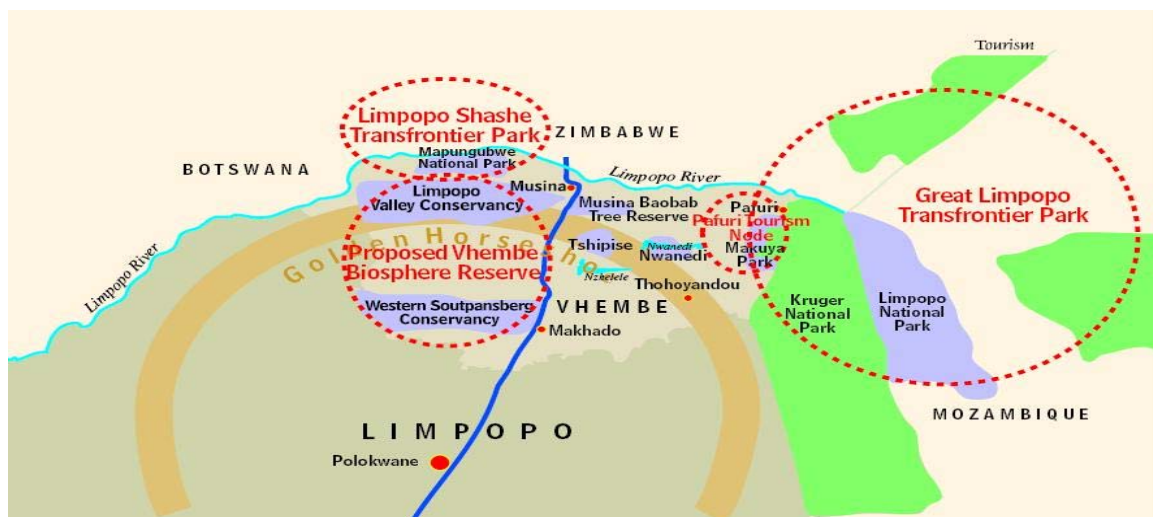 Tourism
Limpopo Shashe
Transfrontier Park
ZIMBABWE
Mapungubwe
National Park
BOTSWANA
Limpopo River
Musina
Limpopo
Valley Conservancy
Great Limpopo
Transfrontier Park
Musina Baobab
Tree Reserve
Pafuri
Pafuri Tourism
Node
Golden Horseshoe
Proposed Vhembe
Biosphere Reserve
Tshipise
Nwanedi
Nwanedi
Makuya
Park
Limpopo River
Nzhelele
Thohoyandou
Western Soutpansberg
Conservancy
VHEMBE
Makhado
Kruger
National
Park
Limpopo
National
Park
MOZAMBIQUE
LIMPOPO
Polokwane